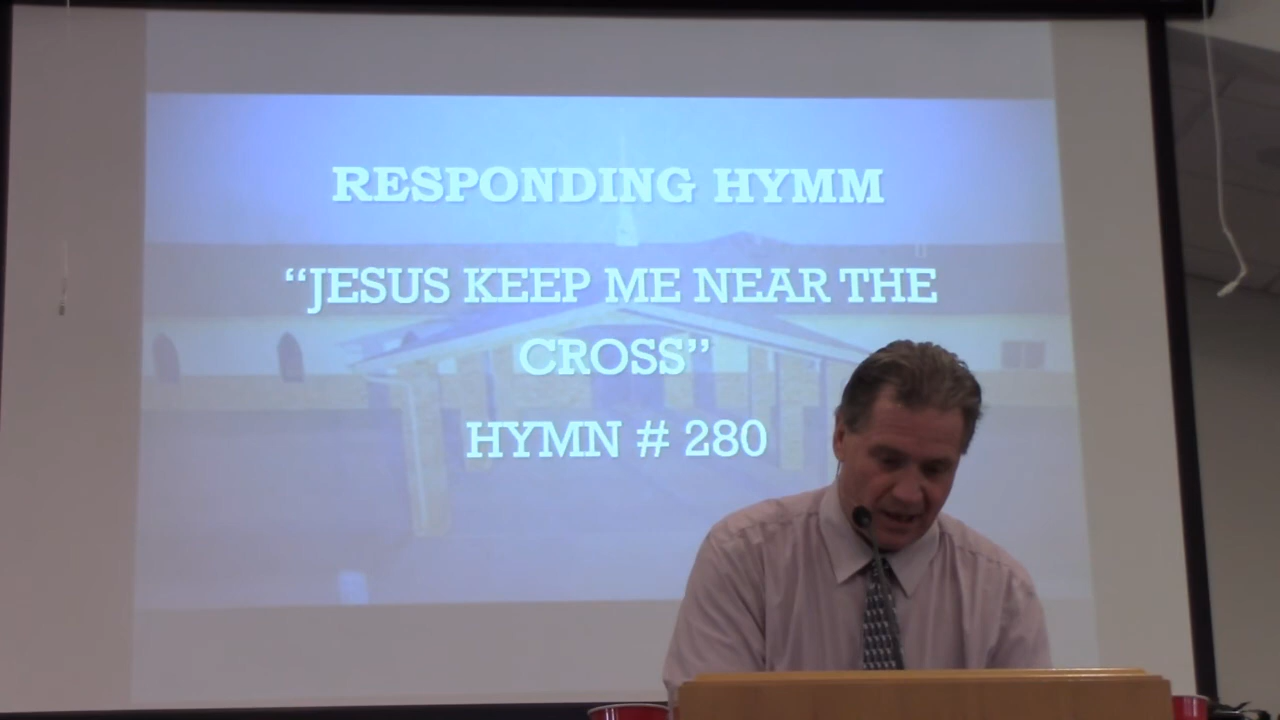 RESPONDING HYMM
“JESUS KEEP ME NEAR THE
CROSS”
HYMN # 280